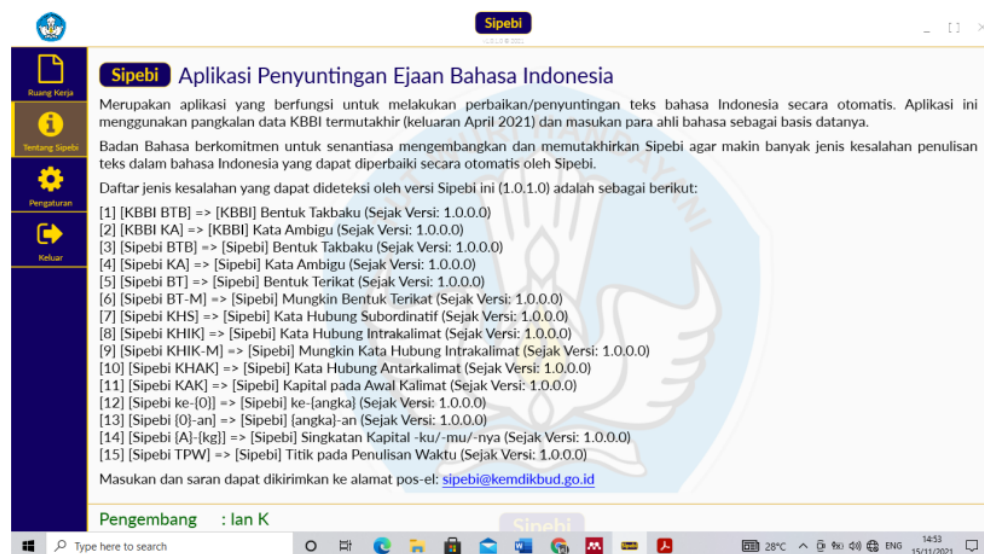 Sipebi
Ruang Kerja
Tentang Sipebi
Pengaturan
Keluar
Sipebi Aplikasi Penyuntingan Ejaan Bahasa Indonesia
Merupakan aplikasi yang berfungsi untuk melakukan perbaikan/penyuntingan teks bahasa Indonesia secara otomatis. Aplikasi ini
menggunakan pangkalan data KBBI termutakhir (keluaran April 2021) dan masukan para ahli bahasa sebagai basis datanya.
Badan Bahasa berkomitmen untuk senantiasa mengembangkan dan memutakhirkan Sipebi agar makin banyak jenis kesalahan penulisan
teks dalam bahasa Indonesia yang dapat diperbaiki secara otomatis oleh Sipebi.
Daftar jenis kesalahan yang dapat dideteksi oleh versi Sipebi ini (1.0.1.0) adalah sebagai berikut:
[1] [KBBI BTB] => [KBBI] Bentuk Takbaku (Sejak Versi: 1.0.0.0)
[2] [KBBI KA] => [KBBI] Kata Ambigu (Sejak Versi: 1.0.0.0)
[3] [Sipebi BTB] => [Sipebi] Bentuk Takbaku (Sejak Versi: 1.0.0.0)
[4] [Sipebi KA] => [Sipebi] Kata Ambigu (Sejak Versi: 1.0.0.0)
[5] [Sipebi BT] => [Sipebi] Bentuk Terikat (Sejak Versi: 1.0.0.0)
[6] [Sipebi BT-M] => [Sipebi] Mungkin Bentuk Terikat (Sejak Versi: 1.0.0.0)
[7] [Sipebi KHS] => [Sipebi] Kata Hubung Subordinatif (Sejak Versi: 1.0.0.0)
[8] [Sipebi KHIK] => [Sipebi] Kata Hubung Intrakalimat (Sejak Versi: 1.0.0.0)
[9] [Sipebi KHIK-M] => [Sipebi] Mungkin Kata Hubung Intrakalimat (Sejak Versi: 1.0.0.0)
[10] [Sipebi KHAK] => [Sipebi] Kata Hubung Antarkalimat (Sejak Versi: 1.0.0.0)
[11] [Sipebi KAK] => [Sipebi] Kapital pada Awal Kalimat (Sejak Versi: 1.0.0.0)
[12] [Sipebi ke-{0}] => [Sipebi] ke-{angka} (Sejak Versi: 1.0.0.0)
[13] [Sipebi {0}-an] => [Sipebi] {angka}-an (Sejak Versi: 1.0.0.0)
[14] [Sipebi {A}-{kg}] => [Sipebi] Singkatan Kapital -ku/-mu/-nya (Sejak Versi: 1.0.0.0)
[15] [Sipebi TPW] => [Sipebi] Titik pada Penulisan Waktu (Sejak Versi: 1.0.0.0)
Masukan dan saran dapat dikirimkan ke alamat pos-el: sipebi@kemdikbud.go.id
Pengembang : Ian K
Sipebi
TUT WURI HANDAYANI
Type here to search
28°C
ENG
14:53
15/11/2021